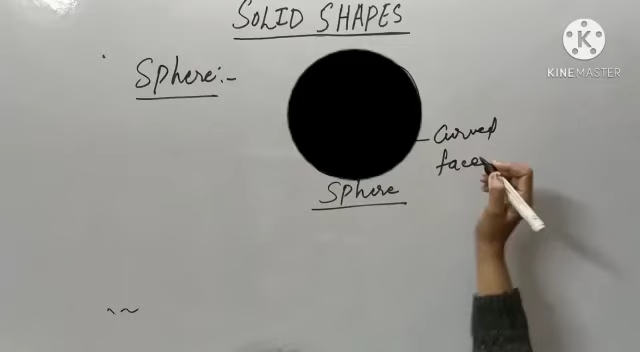 SOLID SHAPES
Sphere:-
Curved
face
Sphere
K
KINEMASTER